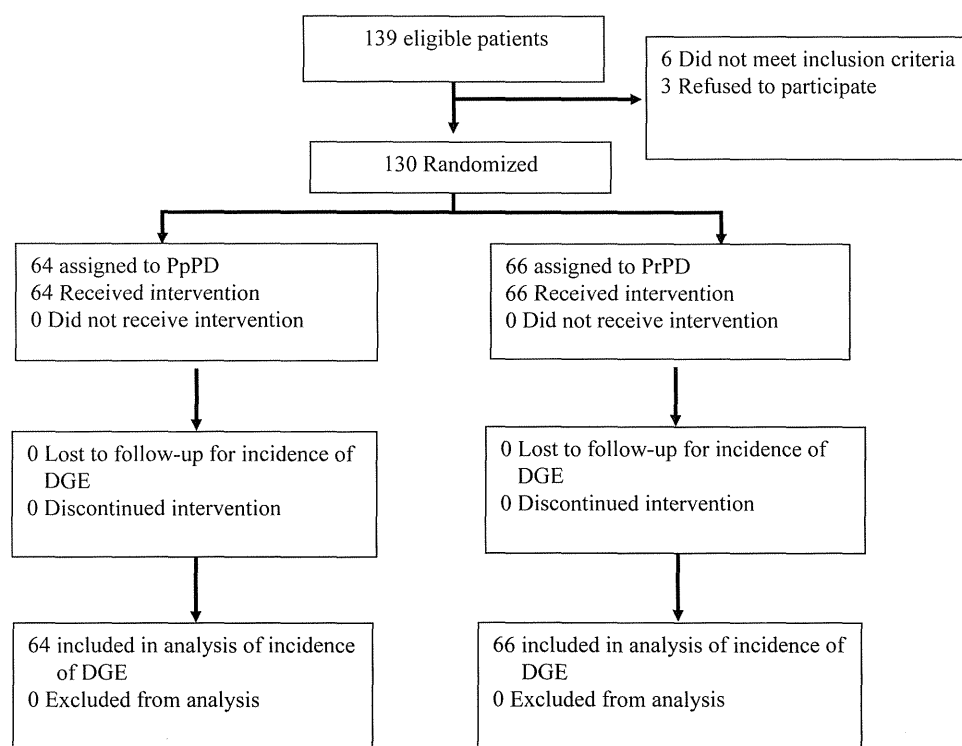 139 eligible patients
6 Did not meet inclusion criteria
3 Refused to participate
130 Randomized
64 assigned to PpPD
64 Received intervention
0 Did not receive intervention
66 assigned to PrPD
66 Received intervention
0 Did not receive intervention
0 Lost to follow-up for incidence of
DGE
0 Discontinued intervention
0 Lost to follow-up for incidence of
DGE
0 Discontinued intervention
64 included in analysis of incidence
of DGE
0 Excluded from analysis
66 included in analysis of incidence of
DGE
0 Excluded from analysis